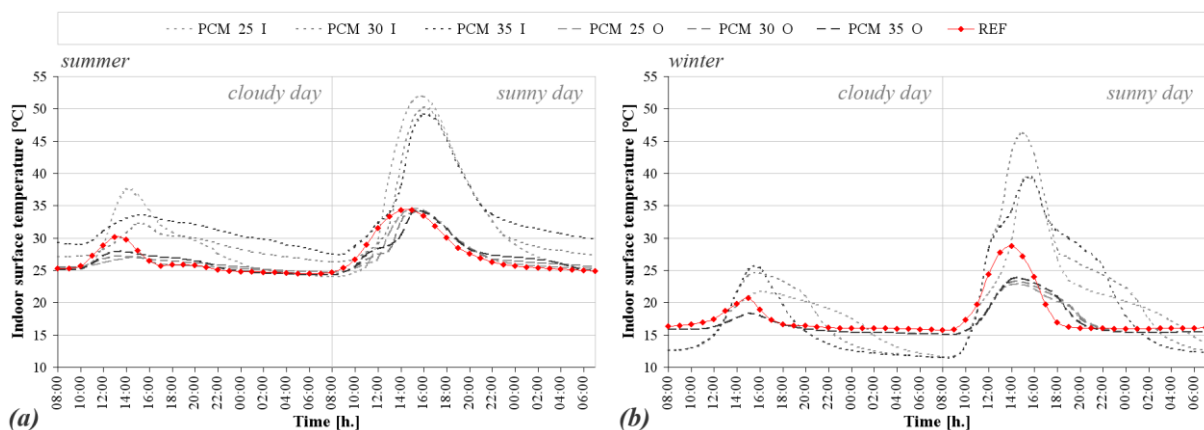 PCM 25 I PCM 30 I PCM 35 I PCM 25 O PCM 30 O PCM 35 O REF
summer
cloudy day sunny day
Indoor surface temperature [°C]
55
50
45
40
35
30
25
20
15
10
08:00 10:00 12:00 14:00 16:00 18:00 20:00 22:00 00:00 02:00 04:00 06:00 08:00 10:00 12:00 14:00 16:00 18:00 20:00 22:00 00:00 02:00 04:00 06:00
Time [h.]
(a)
winter
cloudy day sunny day
Indoor surface temperature [°C]
55
50
45
40
35
30
25
20
15
10
08:00 10:00 12:00 14:00 16:00 18:00 20:00 22:00 00:00 02:00 04:00 06:00 08:00 10:00 12:00 14:00 16:00 18:00 20:00 22:00 00:00 02:00 04:00 06:00
Time [h.]
(b)